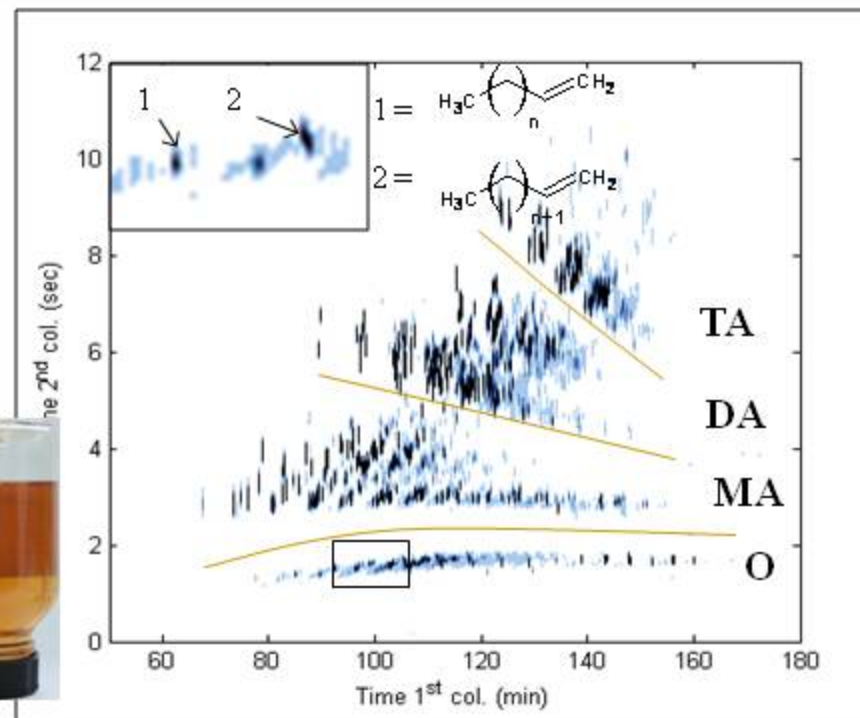 12
10
8
6
4
2
0
60 80 100 120 140 160 180
Time 1st col. (min)
2nd col. (sec)
1 2
1 =
H3C
CH2
n
2 =
H3C
CH2
n+1
TA
DA
MA
O